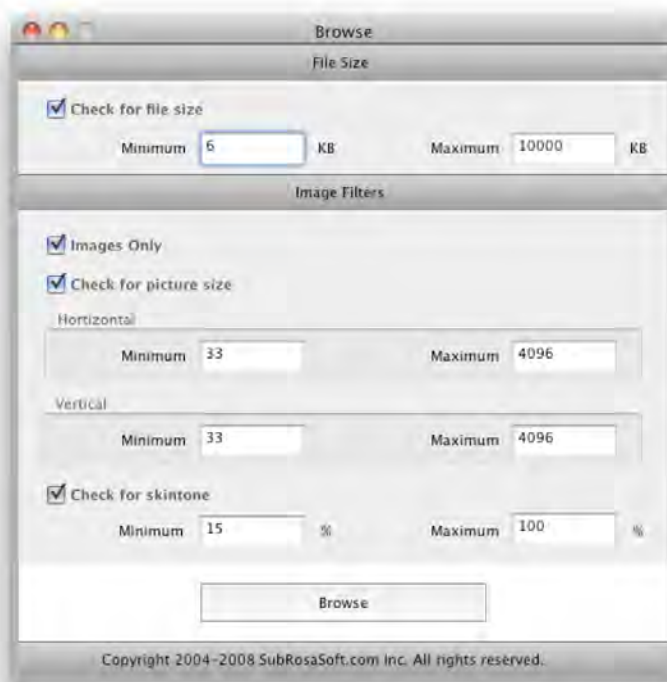 Browse
File Size
Check for file size
Minimum 6 KB Maximum 10000 KB
Image Filters
Images Only
Check for picture size
Hortizontal
Minimum 33 Maximum 4096
Vertical
Minimum 33 Maximum 4096
Check for skintone
Minimum 15 % Maximum 100 %
Browse
Copyright 2004-2008 SubRosaSoft.com Inc. All rights reserved.